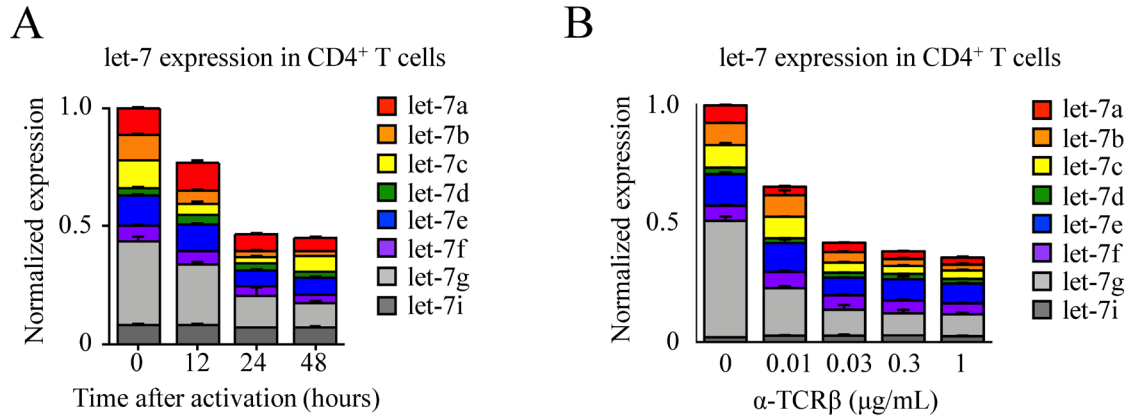 A
let-7 expression in CD4⁺ T cells
Normalized expression
1.0
0.5
0
0 12 24 48
Time after activation (hours)
let-7a
let-7b
let-7c
let-7d
let-7e
let-7f
let-7g
let-7i
B
let-7 expression in CD4⁺ T cells
Normalized expression
1.0
0.5
0
0 0.01 0.03 0.3 1
α-TCRβ (μg/mL)
let-7a
let-7b
let-7c
let-7d
let-7e
let-7f
let-7g
let-7i